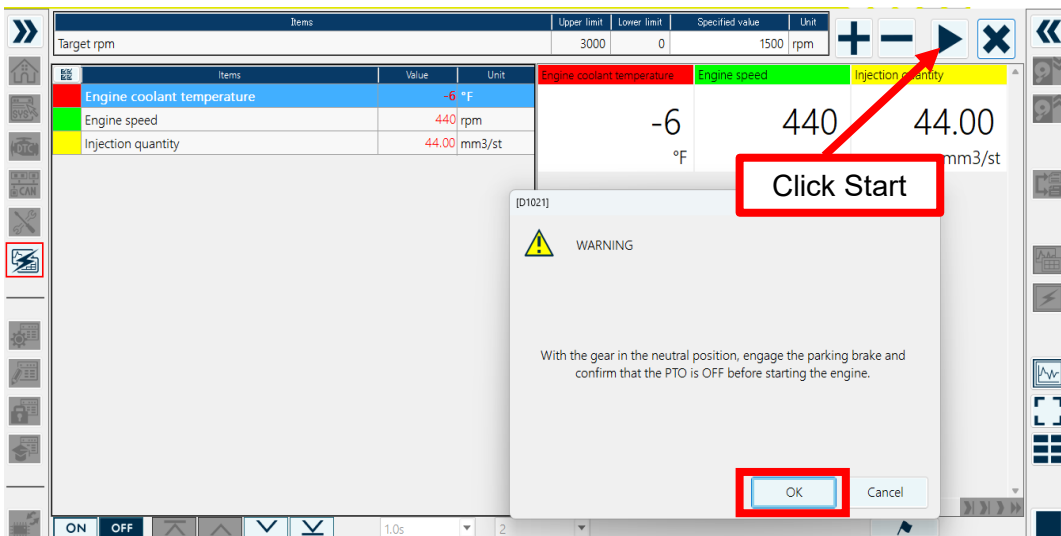 Items Upper limit Lower limit Specified value Unit
Target rpm 3000 0 1500 rpm
Items Value Unit
Engine coolant temperature -6 °F
Engine speed 440 rpm
Injection quantity 44.00 mm3/st
Engine coolant temperature Engine speed Injection quantity
-6 440 44.00
°F mm3/st
Click Start
[D1021]
WARNING
With the gear in the neutral position, engage the parking brake and
confirm that the PTO is OFF before starting the engine.
OK Cancel
SYS.
DTC
CAN
ON OFF 1.0s 2